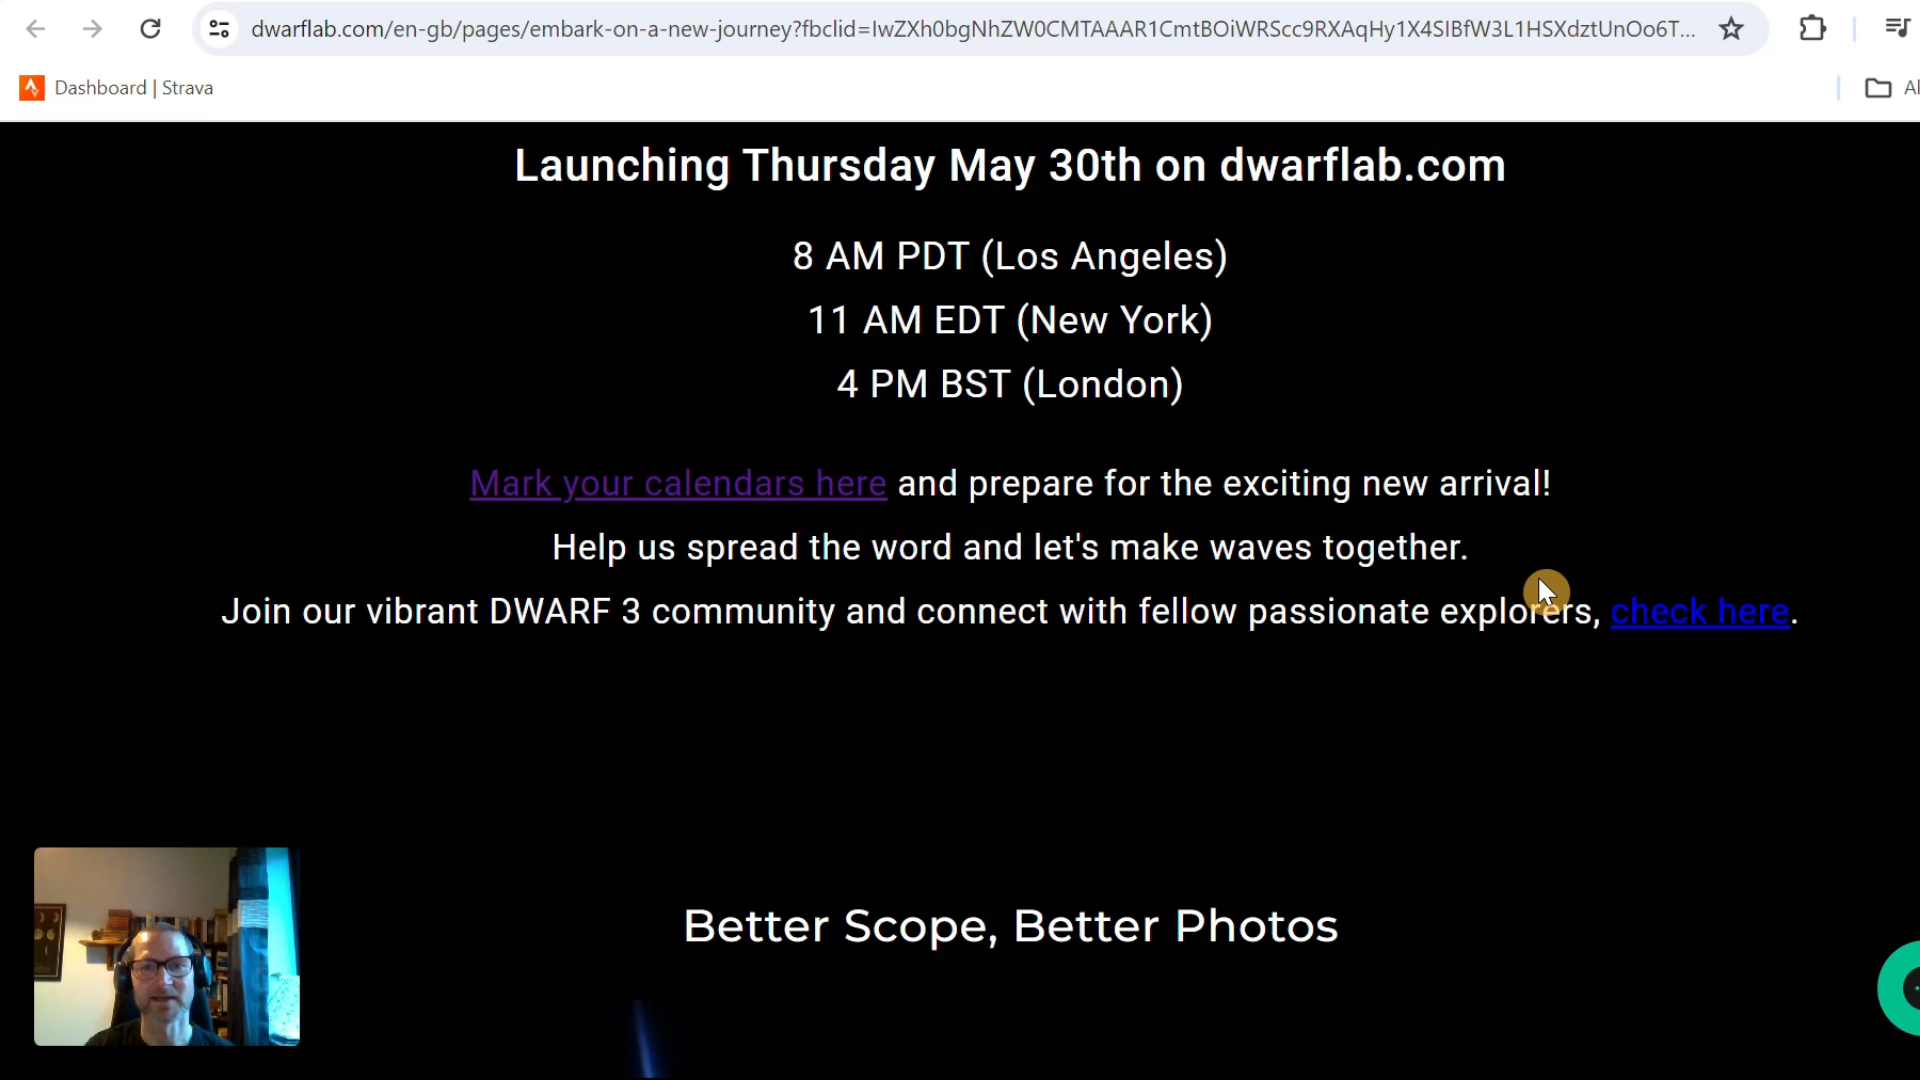 dwarflab.com/en-gb/pages/embark-on-a-new-journey?fbclid=IwZXh0bgNhZW0CMTAAAR1CmtBOiWRScc9RXAqHy1X4SIBfW3L1HSXdztUnOo6T...
Dashboard | Strava
Al
Launching Thursday May 30th on dwarflab.com
8 AM PDT (Los Angeles)
11 AM EDT (New York)
4 PM BST (London)
Mark your calendars here and prepare for the exciting new arrival!
Help us spread the word and let's make waves together.
Join our vibrant DWARF 3 community and connect with fellow passionate explorers, check here.
Better Scope, Better Photos